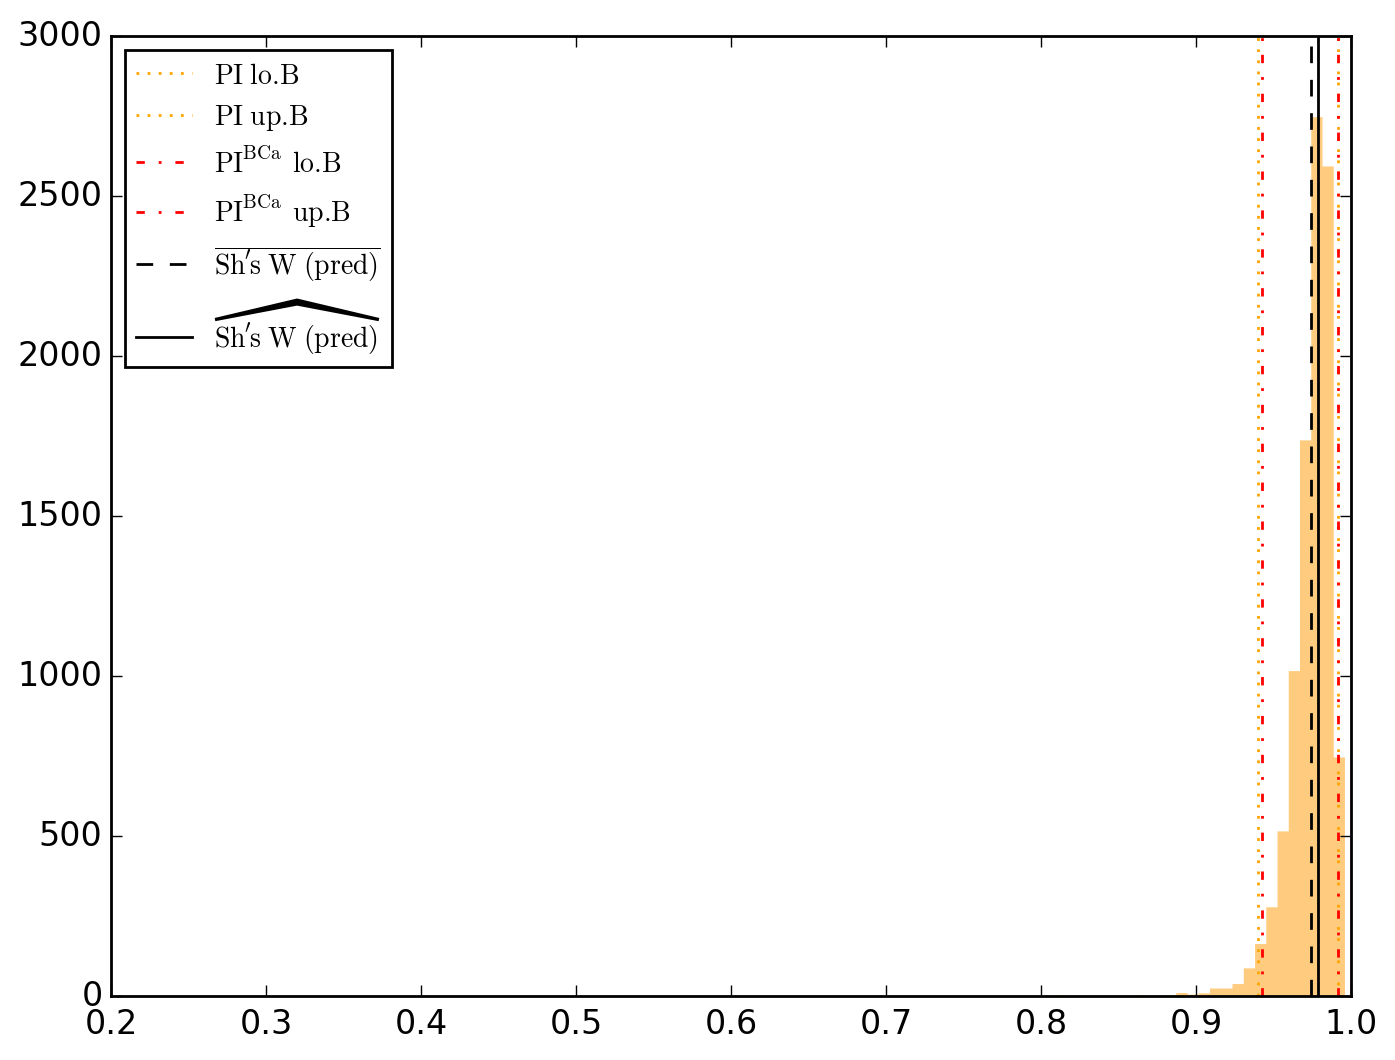 3000
2500
2000
1500
1000
500
0
PI lo.B
PI up.B
PI^BCa lo.B
PI^BCa up.B
Sh's W (pred)
Sh's W (pred)
0.2 0.3 0.4 0.5 0.6 0.7 0.8 0.9 1.0